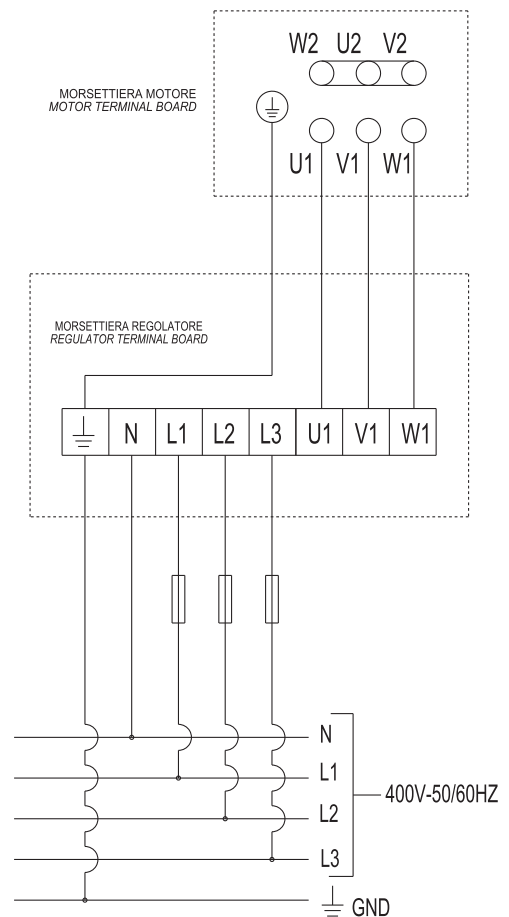 W2 U2 V2
MORSETTIERA MOTORE
MOTOR TERMINAL BOARD
U1 V1 W1
MORSETTIERA REGOLATORE
REGULATOR TERMINAL BOARD
N L1 L2 L3 U1 V1 W1
N
L1
400V-50/60HZ
L2
L3
GND